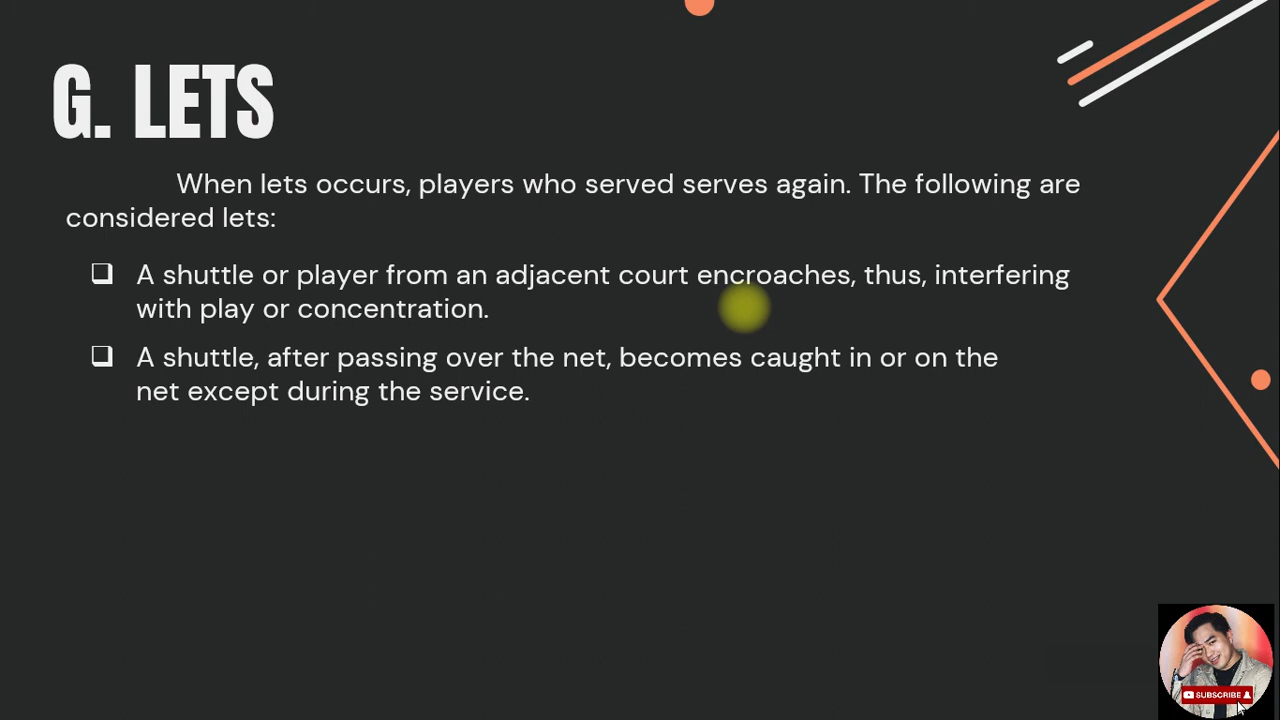 G. LETS
When lets occurs, players who served serves again. The following are
considered lets:
❑ A shuttle or player from an adjacent court encroaches, thus, interfering
with play or concentration.
❑ A shuttle, after passing over the net, becomes caught in or on the
net except during the service.
SUBSCRIBE